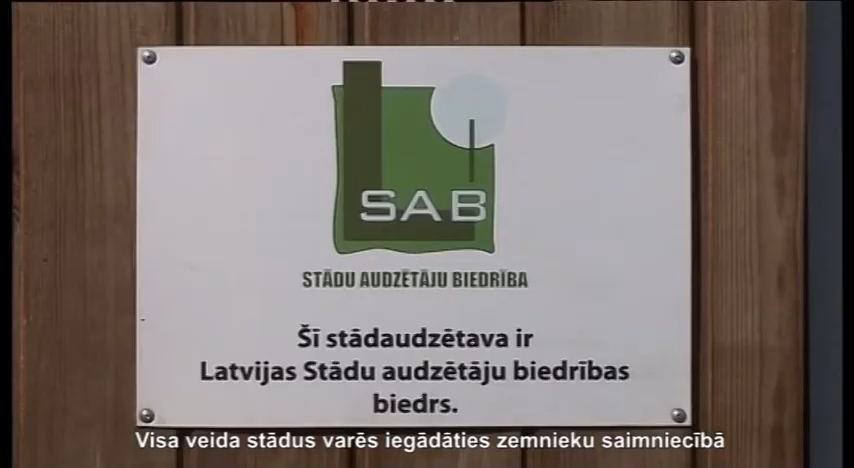 SAB
STĀDU AUDZĒTĀJU BIEDRĪBA
Šī stādaudzētava ir
Latvijas Stādu audzētāju biedrības
biedrs.
Visa veida stādus varēs iegādāties zemnieku saimniecībā